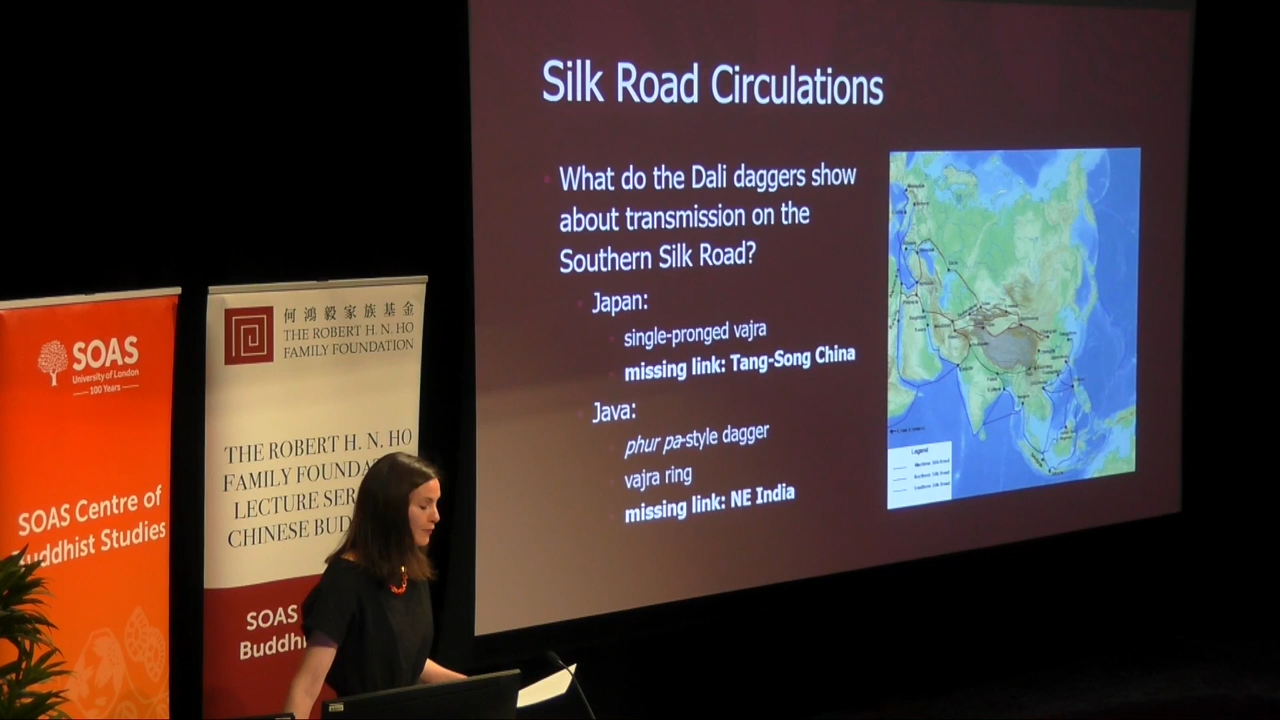 Silk Road Circulations
What do the Dali daggers show
about transmission on the
Southern Silk Road?
Japan:
single-pronged vajra
missing link: Tang-Song China
Java:
phur pa-style dagger
vajra ring
missing link: NE India
Legend
SOAS
University of London
100 Years
SOAS Centre of
Buddhist Studies
何鴻毅家族基金
THE ROBERT H. N. HO
FAMILY FOUNDATION
THE ROBERT H. N. HO
FAMILY FOUNDA
LECTURE SER
CHINESE BUD
SOAS
Buddh